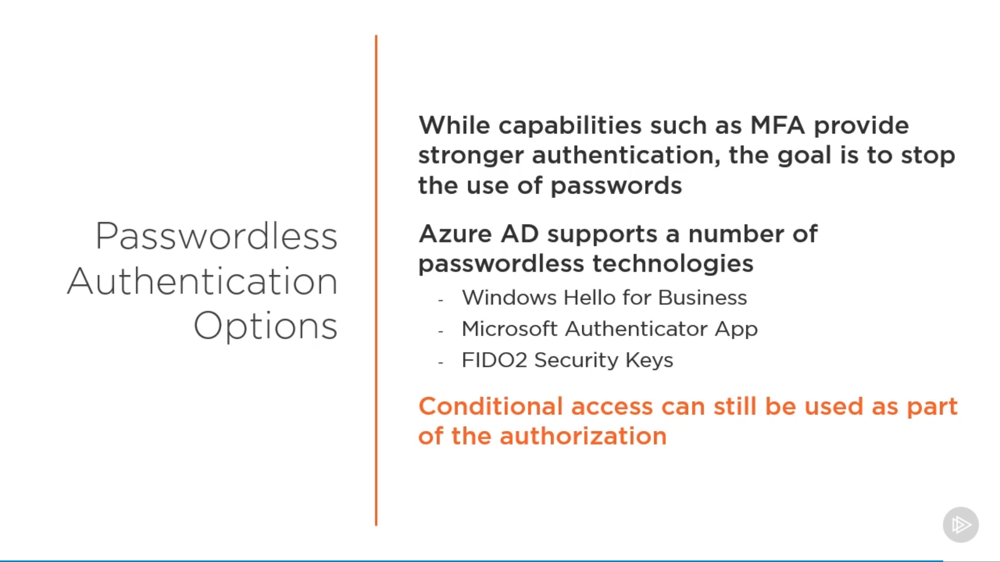 Passwordless
Authentication
Options
While capabilities such as MFA provide
stronger authentication, the goal is to stop
the use of passwords
Azure AD supports a number of
passwordless technologies
- Windows Hello for Business
- Microsoft Authenticator App
- FIDO2 Security Keys
Conditional access can still be used as part
of the authorization